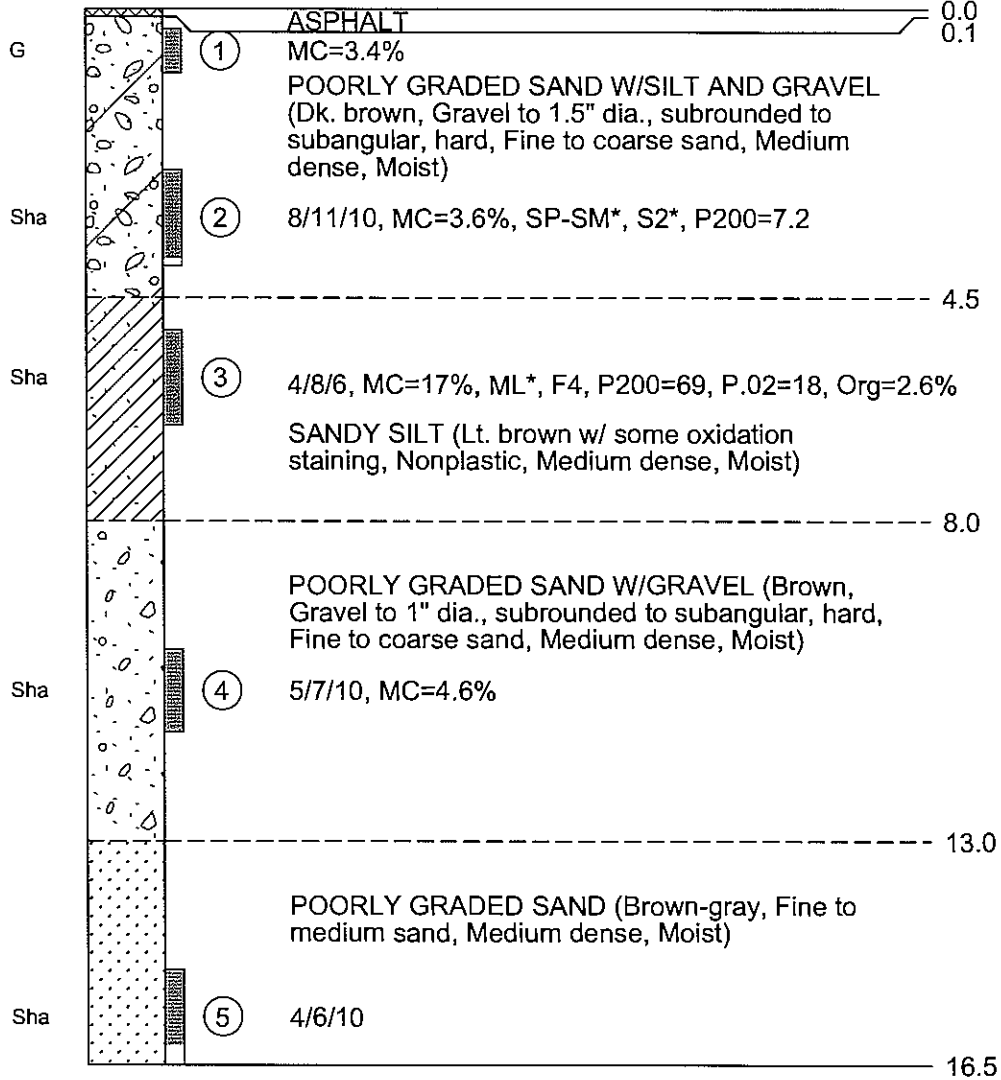 0.0
ASPHALT
0.1
G
1
MC=3.4%
POORLY GRADED SAND W/SILT AND GRAVEL
(Dk. brown, Gravel to 1.5" dia., subrounded to
subangular, hard, Fine to coarse sand, Medium
dense, Moist)
Sha
2
8/11/10, MC=3.6%, SP-SM*, S2*, P200=7.2
4.5
Sha
3
4/8/6, MC=17%, ML*, F4, P200=69, P.02=18, Org=2.6%
SANDY SILT (Lt. brown w/ some oxidation
staining, Nonplastic, Medium dense, Moist)
8.0
POORLY GRADED SAND W/GRAVEL (Brown,
Gravel to 1" dia., subrounded to subangular, hard,
Fine to coarse sand, Medium dense, Moist)
Sha
4
5/7/10, MC=4.6%
13.0
POORLY GRADED SAND (Brown-gray, Fine to
medium sand, Medium dense, Moist)
Sha
5
4/6/10
16.5